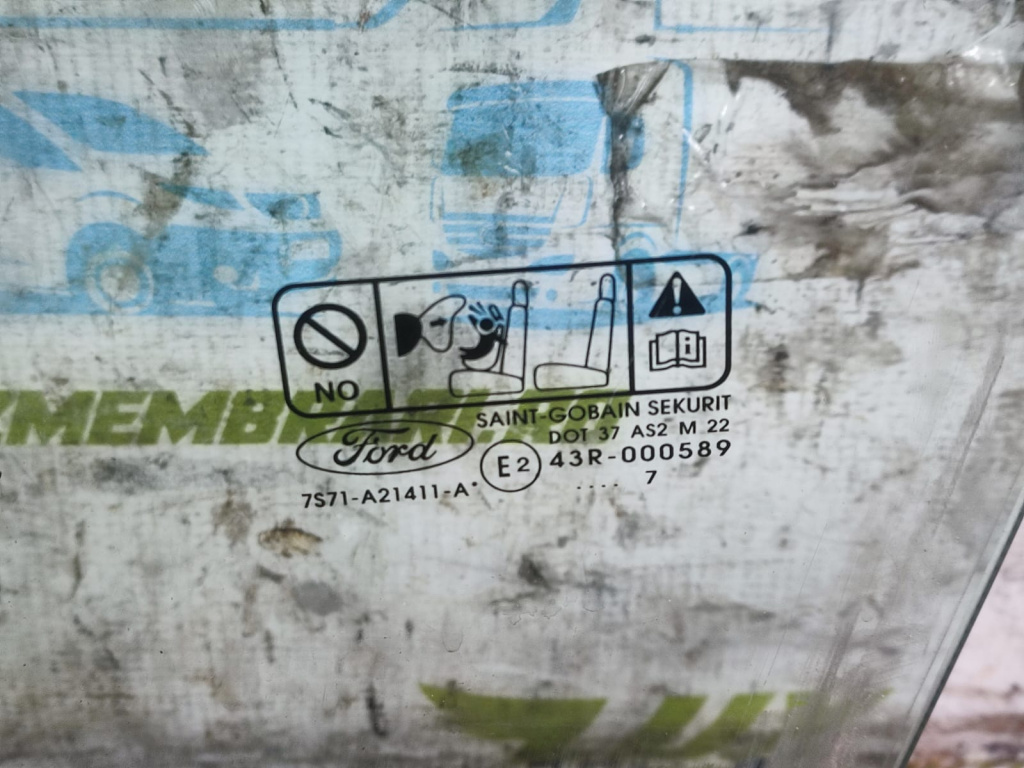 NO
SAINT-GOBAIN SEKURIT
DOT 37 AS2 M 22
Ford
E2
43R-000589
7S71-A21411-A*
.... 7